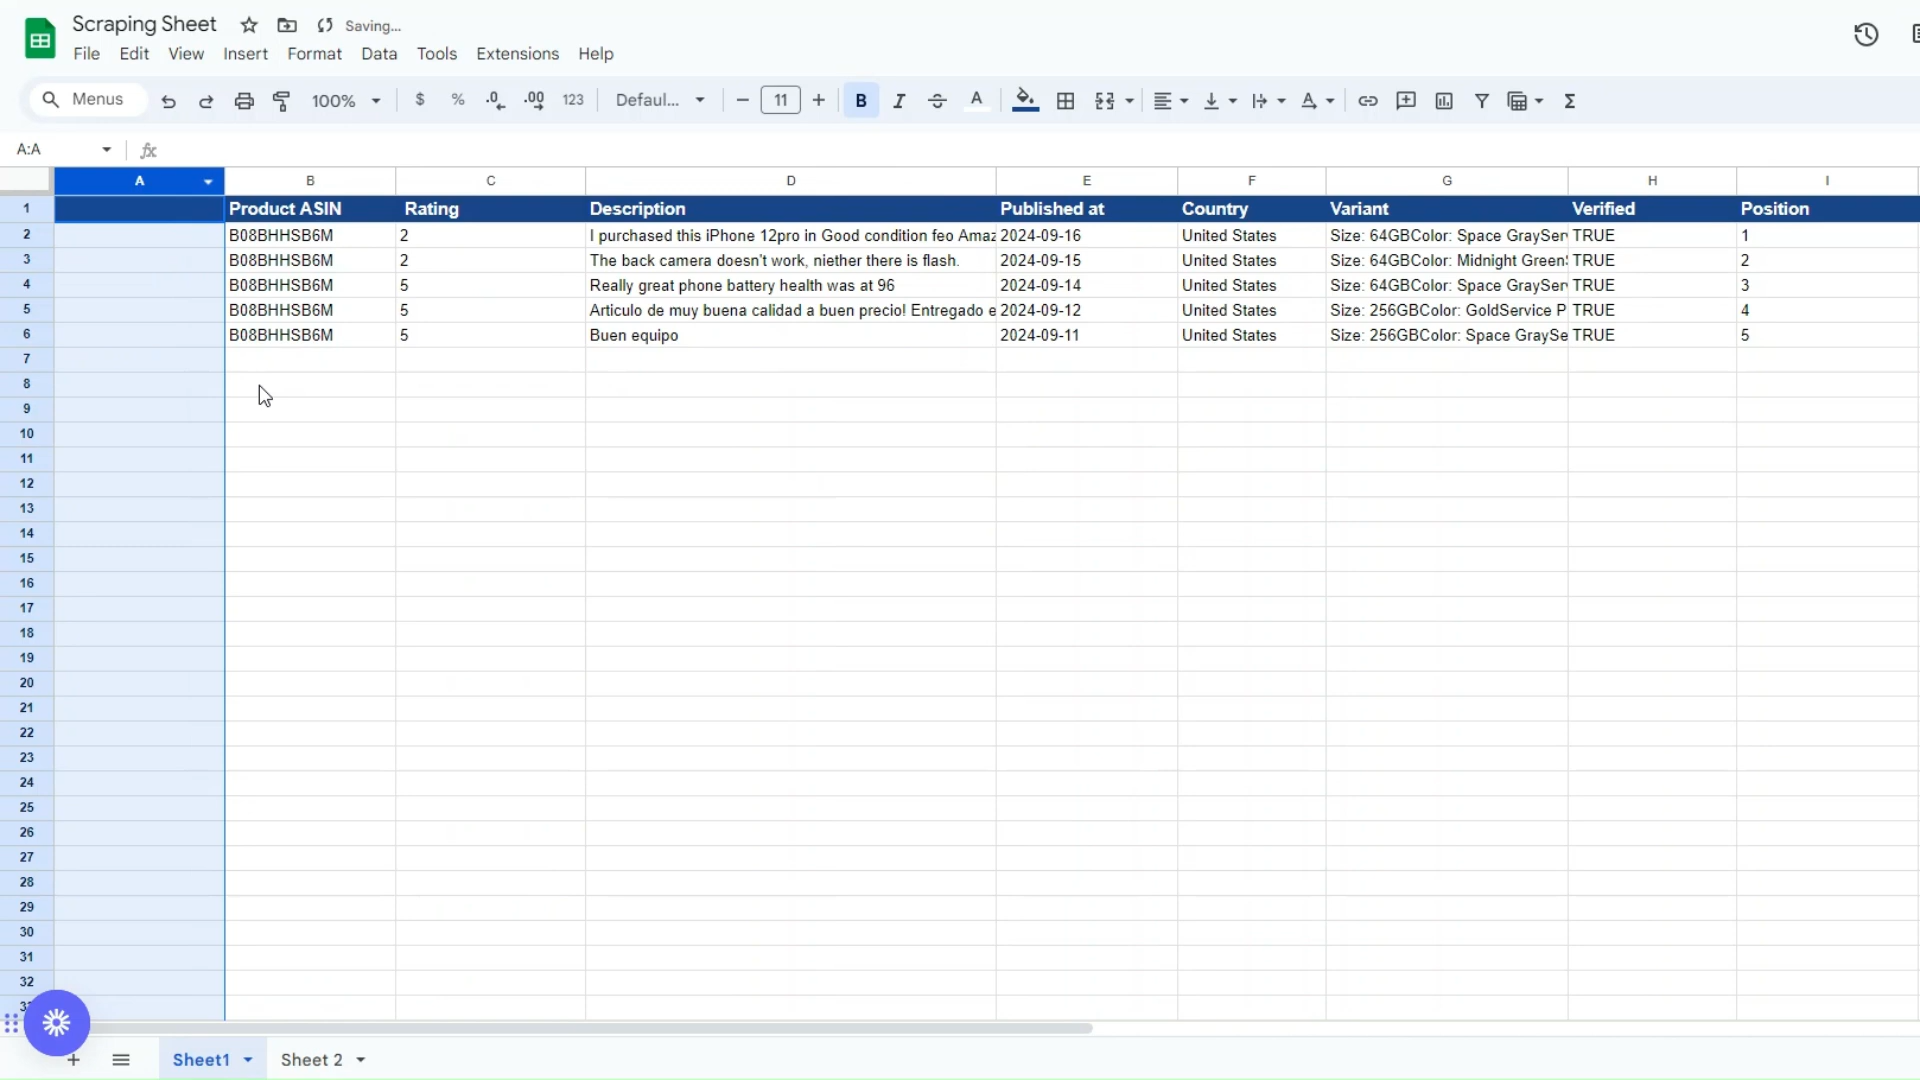 Scraping Sheet Saving...
File Edit View Insert Format Data Tools Extensions Help
Menus 100% $ % .0 .00 123 Defaul... − 11 + B I A Σ
A:A fx
A B C D E F G H I
1 Product ASIN Rating Description Published at Country Variant Verified Position
2 B08BHHSB6M 2 I purchased this iPhone 12pro in Good condition feo Amaz 2024-09-16 United States Size: 64GBColor: Space GraySer TRUE 1
3 B08BHHSB6M 2 The back camera doesn't work, niether there is flash. 2024-09-15 United States Size: 64GBColor: Midnight Green TRUE 2
4 B08BHHSB6M 5 Really great phone battery health was at 96 2024-09-14 United States Size: 64GBColor: Space GraySer TRUE 3
5 B08BHHSB6M 5 Articulo de muy buena calidad a buen precio! Entregado e 2024-09-12 United States Size: 256GBColor: GoldService P TRUE 4
6 B08BHHSB6M 5 Buen equipo 2024-09-11 United States Size: 256GBColor: Space GraySe TRUE 5
7
8
9
10
11
12
13
14
15
16
17
18
19
20
21
22
23
24
25
26
27
28
29
30
31
32
Sheet1 Sheet 2